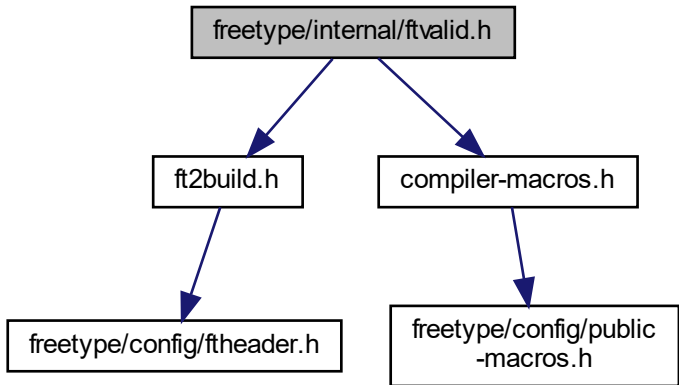 freetype/internal/ftvalid.h
ft2build.h
compiler-macros.h
freetype/config/ftheader.h
freetype/config/public
-macros.h